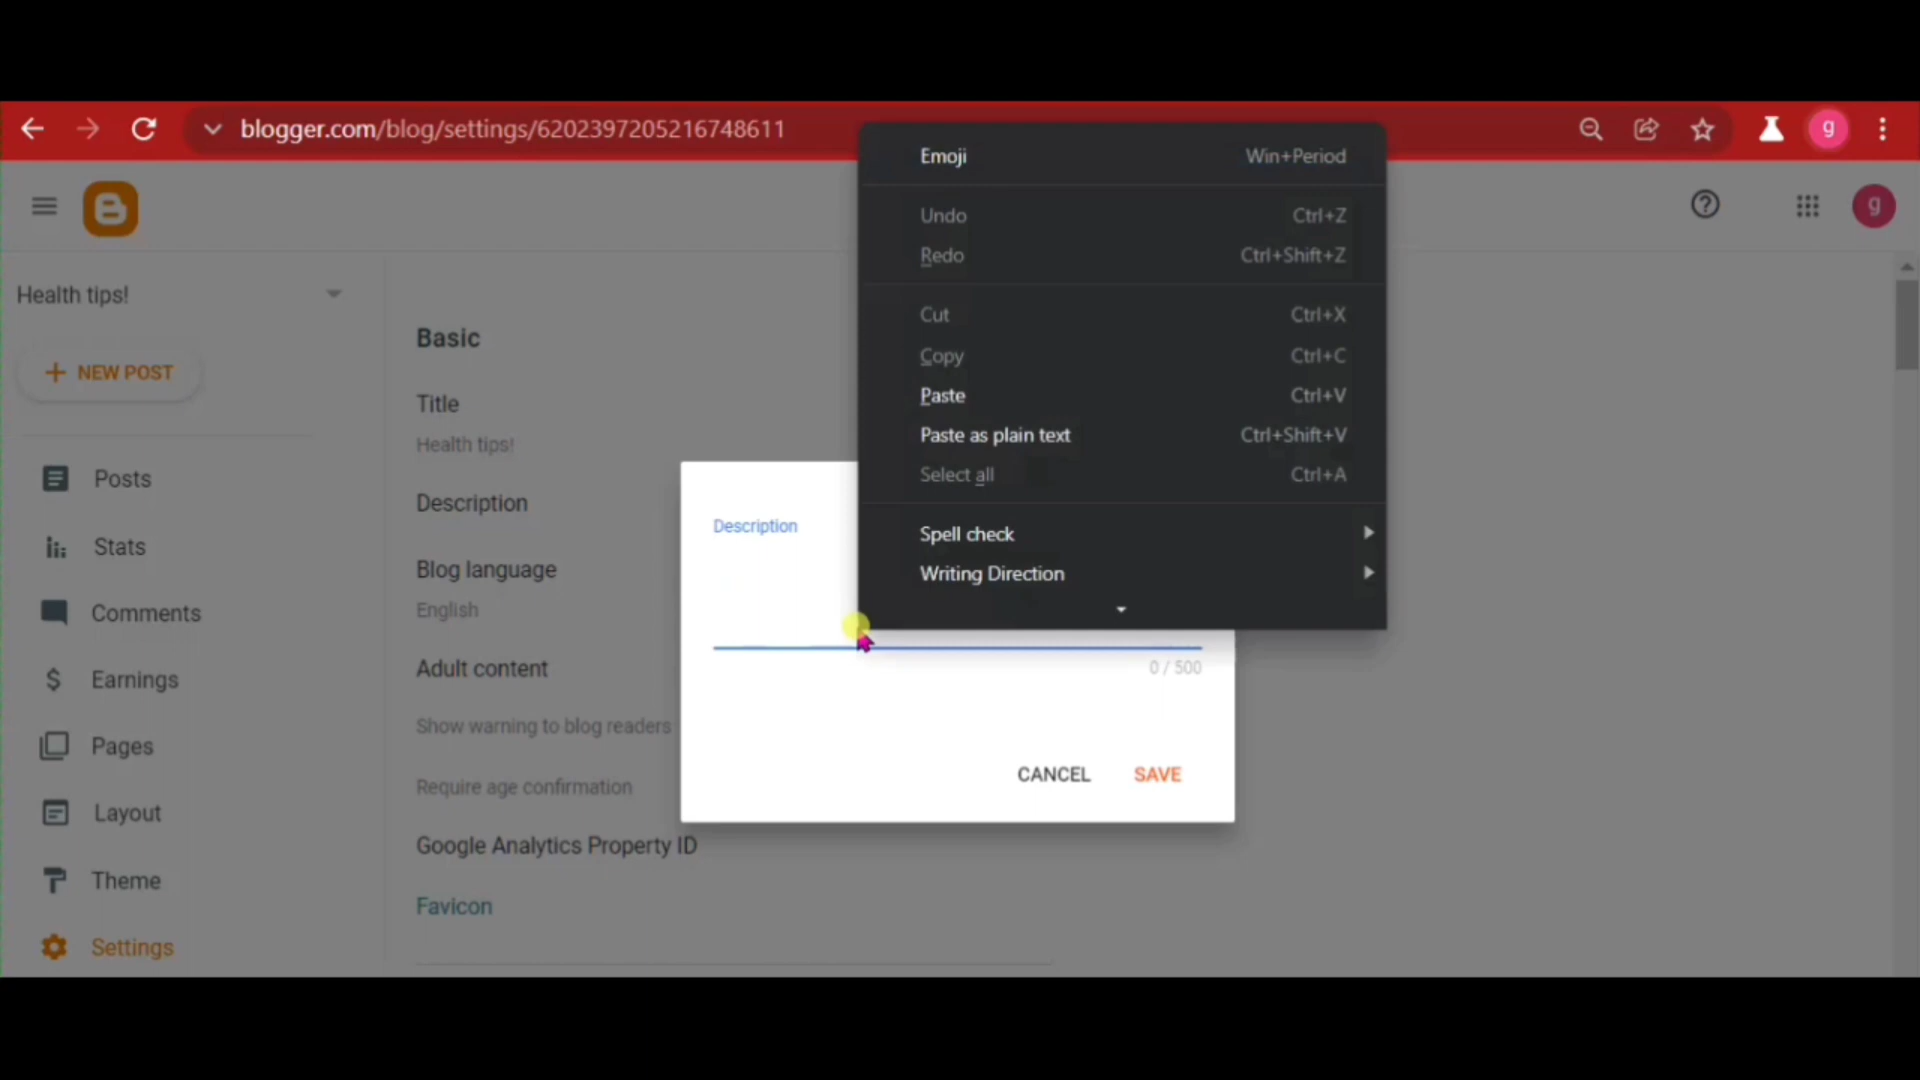 blogger.com/blog/settings/6202397205216748611
g
g
Health tips!
NEW POST
Posts
Stats
Comments
Earnings
Pages
Layout
Theme
Settings
Basic
Title
Health tips!
Description
Blog language
English
Adult content
Show warning to blog readers
Require age confirmation
Google Analytics Property ID
Favicon
Description
0 / 500
CANCEL SAVE
Emoji Win+Period
Undo Ctrl+Z
Redo Ctrl+Shift+Z
Cut Ctrl+X
Copy Ctrl+C
Paste Ctrl+V
Paste as plain text Ctrl+Shift+V
Select all Ctrl+A
Spell check
Writing Direction